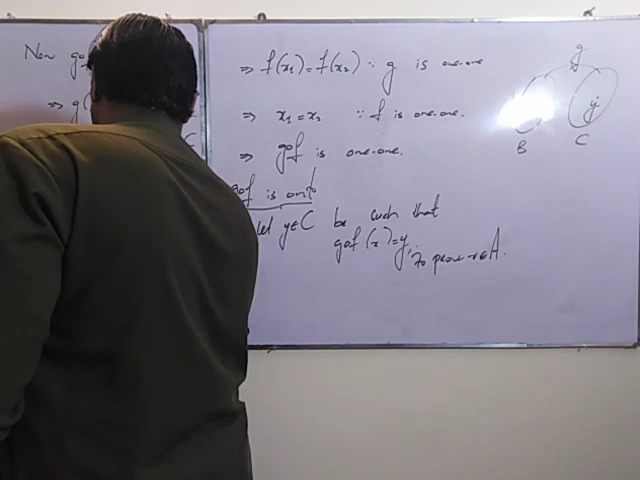 Now gof
⇒ g(
C
⇒ f(x₁) = f(x₂) ∵ g is one-one
⇒ x₁ = x₂ ∵ f is one-one.
⇒ gof is one-one.
gof is onto
Let y∈C be such that
gof(x) = y, To prove x∈A.
g
y
B
C